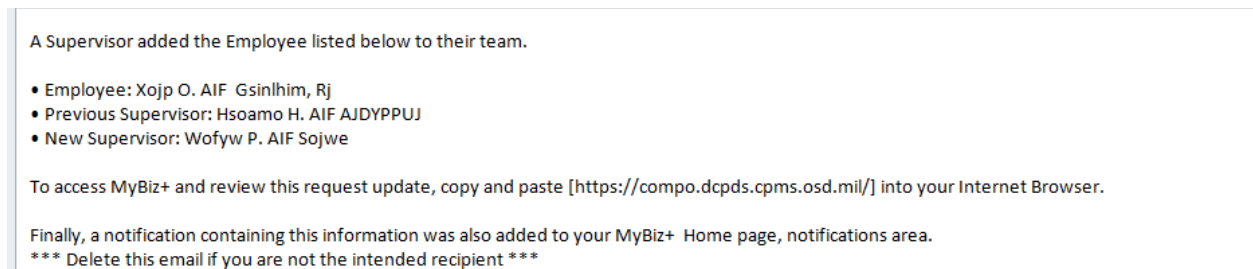 A Supervisor added the Employee listed below to their team.
• Employee: Xojp O. AIF  Gsinlhim, Rj
• Previous Supervisor: Hsoamo H. AIF AJDYPPUJ
• New Supervisor: Wofyw P. AIF Sojwe
To access MyBiz+ and review this request update, copy and paste [https://compo.dcpds.cpms.osd.mil/] into your Internet Browser.
Finally, a notification containing this information was also added to your MyBiz+  Home page, notifications area.
*** Delete this email if you are not the intended recipient ***